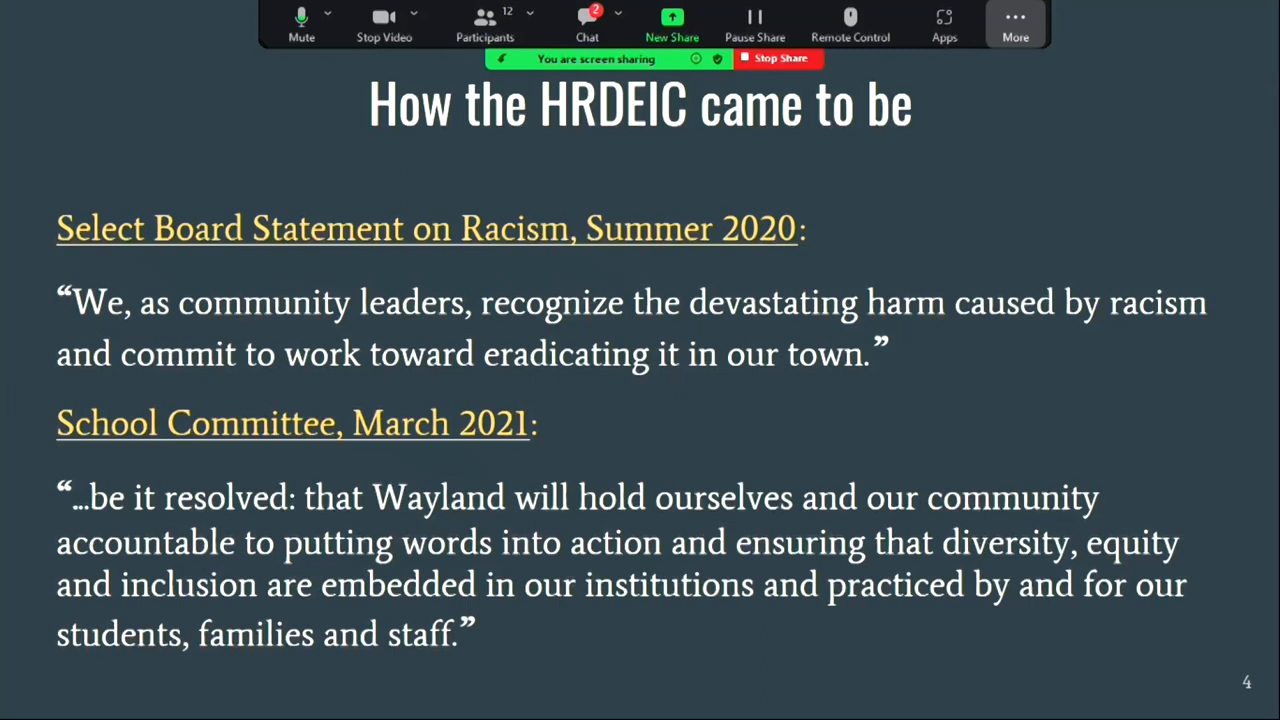 Mute
Stop Video
12
Participants
2
Chat
New Share
Pause Share
Remote Control
Apps
More
You are screen sharing
Stop Share
How the HRDEIC came to be
Select Board Statement on Racism, Summer 2020:
“We, as community leaders, recognize the devastating harm caused by racism
and commit to work toward eradicating it in our town.”
School Committee, March 2021:
“…be it resolved: that Wayland will hold ourselves and our community
accountable to putting words into action and ensuring that diversity, equity
and inclusion are embedded in our institutions and practiced by and for our
students, families and staff.”
4